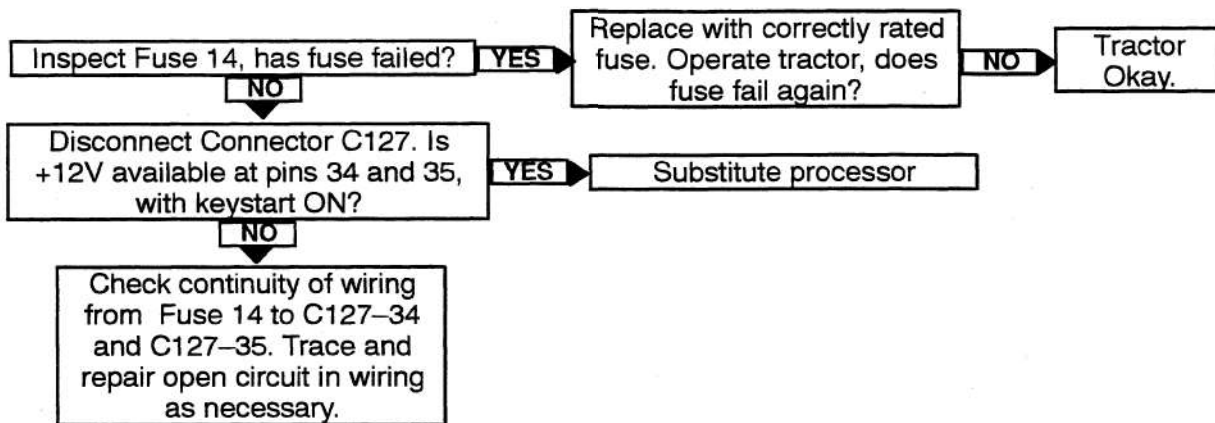 Inspect Fuse 14, has fuse failed?
YES
Replace with correctly rated
fuse. Operate tractor, does
fuse fail again?
NO
Tractor
Okay.
NO
Disconnect Connector C127. Is
+12V available at pins 34 and 35,
with keystart ON?
YES
Substitute processor
NO
Check continuity of wiring
from Fuse 14 to C127–34
and C127–35. Trace and
repair open circuit in wiring
as necessary.